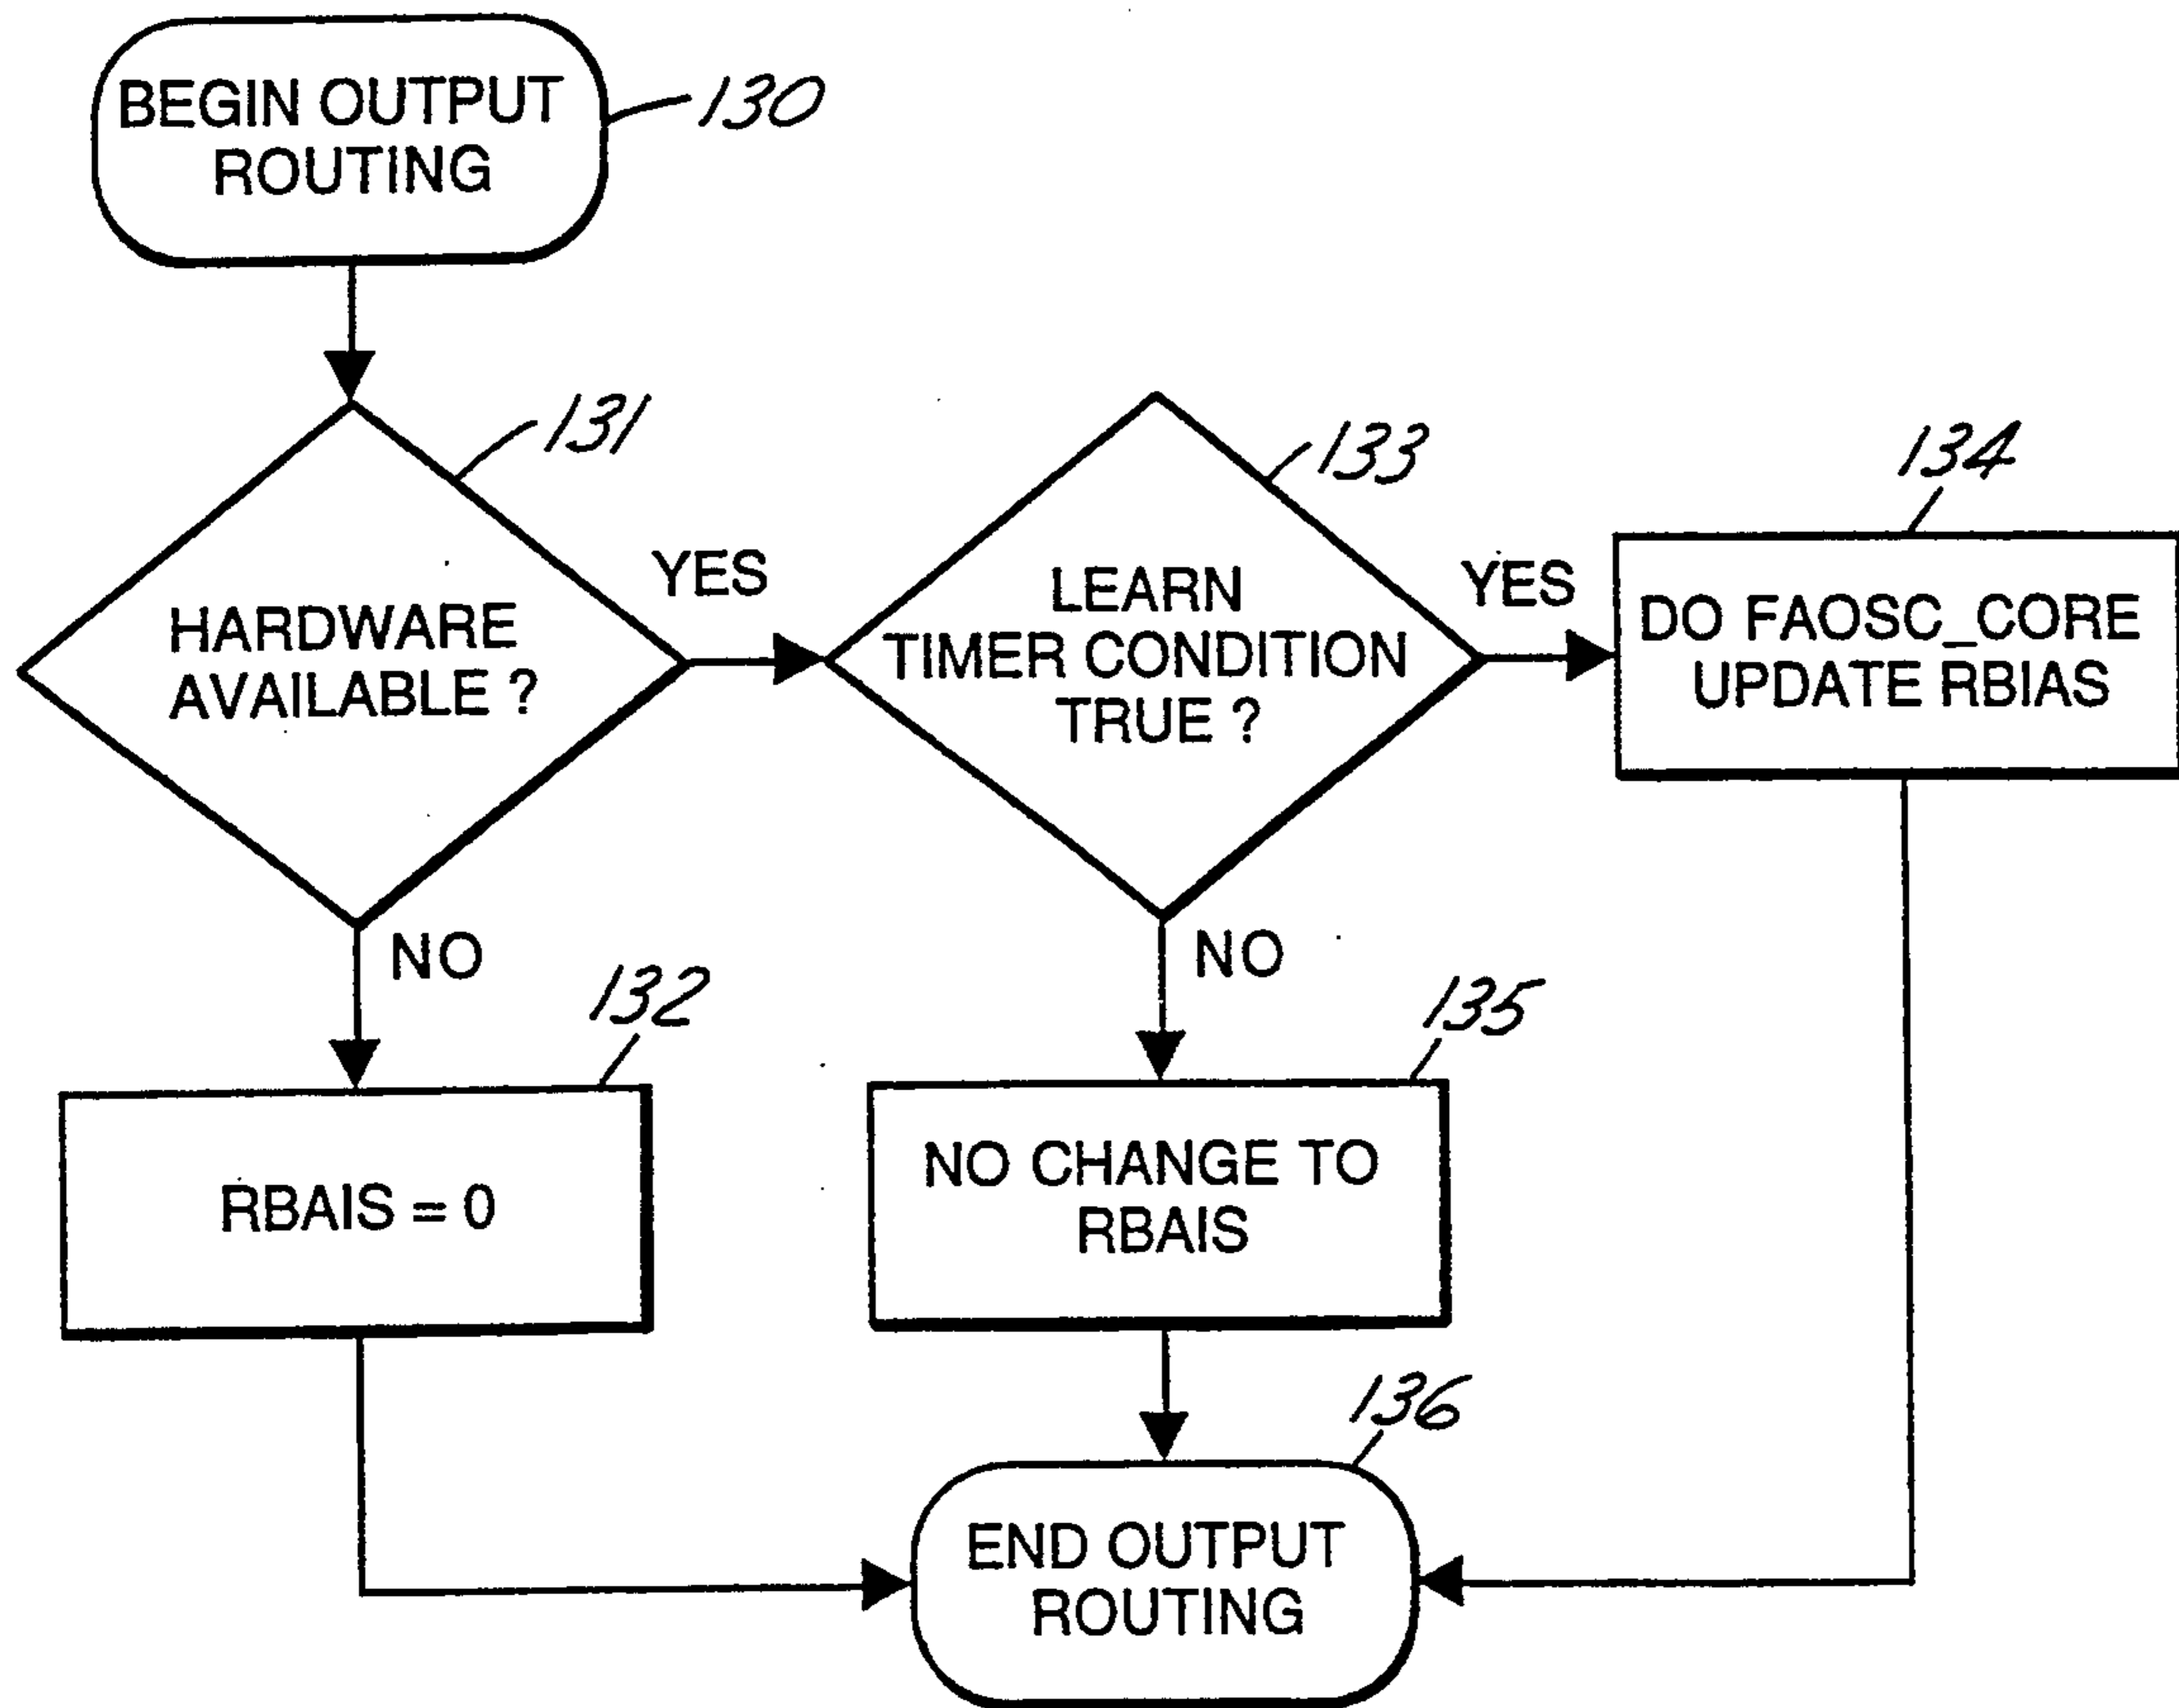 BEGIN OUTPUT
ROUTING
130
131
HARDWARE
AVAILABLE ?
YES
NO
133
LEARN
TIMER CONDITION
TRUE ?
YES
NO
134
DO FAOSC_CORE
UPDATE RBIAS
132
RBAIS = 0
135
NO CHANGE TO
RBAIS
136
END OUTPUT
ROUTING